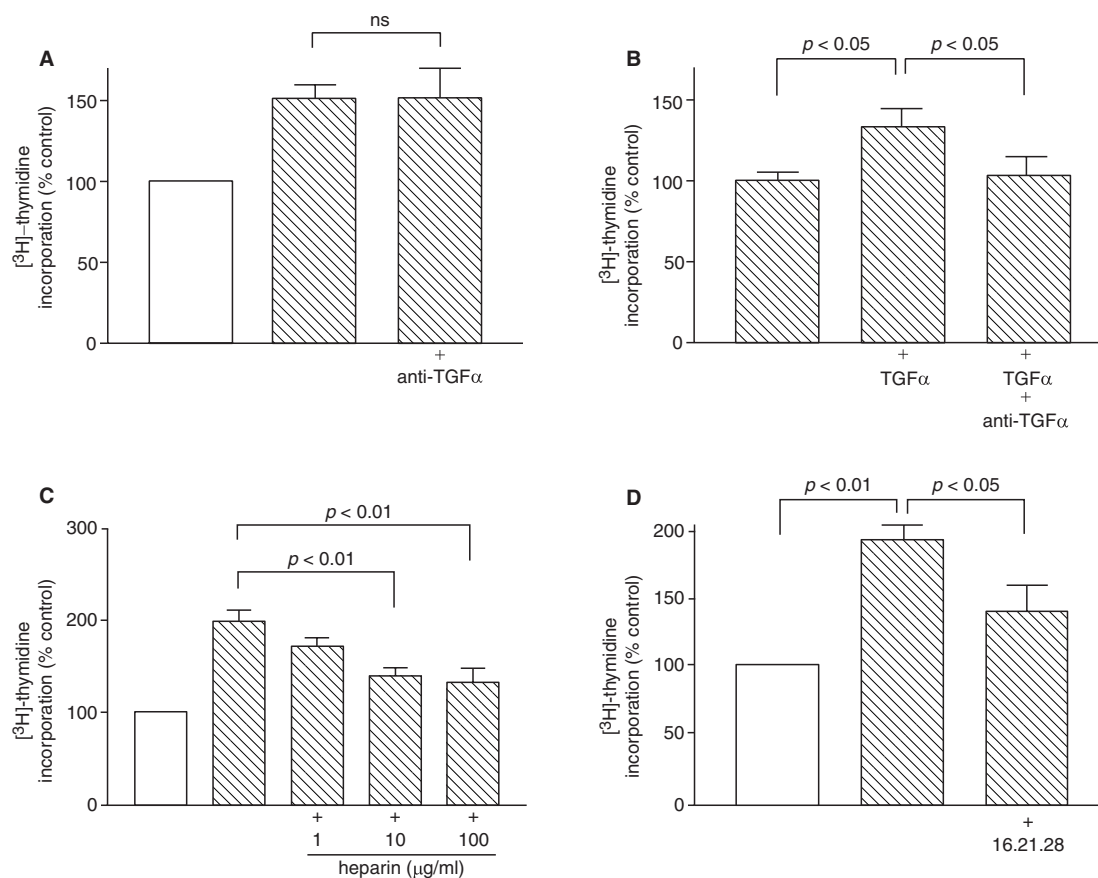 A
ns
[³H]–thymidine
incorporation (% control)
150
100
50
0
+
anti-TGFα
B
p < 0.05
p < 0.05
[³H]-thymidine
incorporation (% control)
150
100
50
0
+
TGFα
+
TGFα
+
anti-TGFα
C
p < 0.01
p < 0.01
[³H]-thymidine
incorporation (% control)
300
200
100
0
+
1
+
10
+
100
heparin (μg/ml)
D
p < 0.01
p < 0.05
[³H]-thymidine
incorporation (% control)
200
150
100
50
0
+
16.21.28